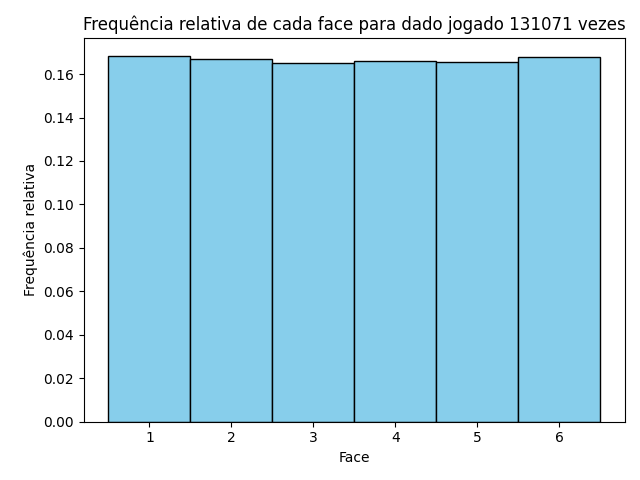 Frequência relativa de cada face para dado jogado 131071 vezes
0.16
0.14
0.12
0.10
0.08
0.06
0.04
0.02
0.00
Frequência relativa
1 2 3 4 5 6
Face